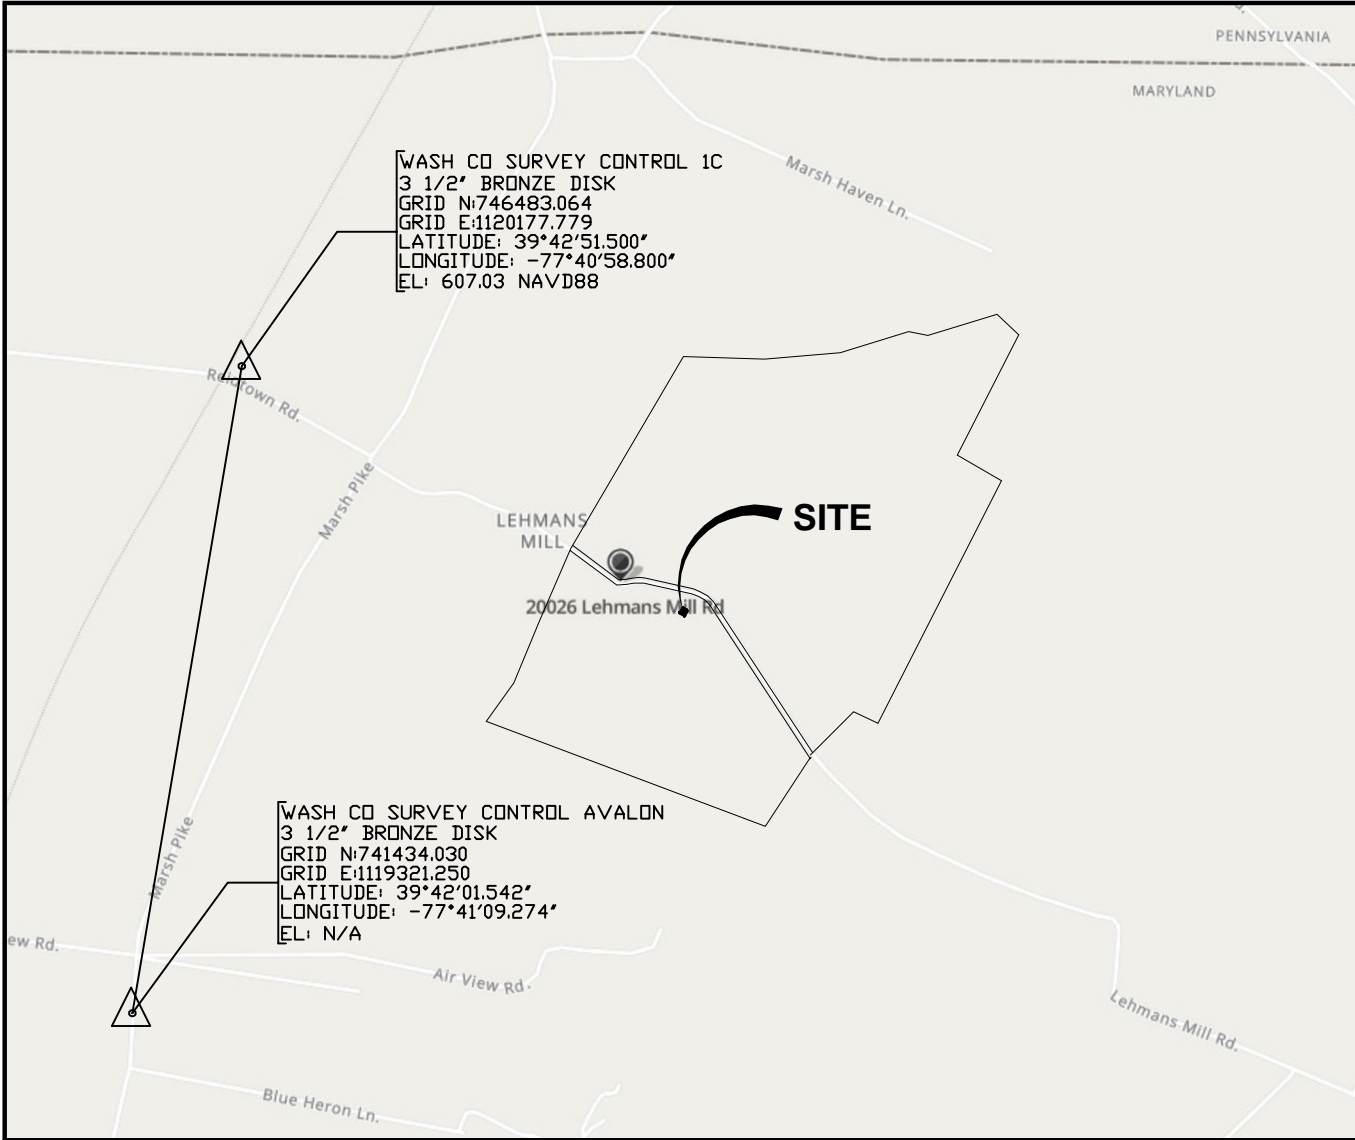 PENNSYLVANIA
MARYLAND
Marsh Haven Ln.
WASH CO SURVEY CONTROL 1C
3 1/2" BRONZE DISK
GRID N:746483.064
GRID E:1120177.779
LATITUDE: 39°42'51.500"
LONGITUDE: -77°40'58.800"
EL: 607.03 NAVD88
Reidtown Rd.
Marsh Pike
LEHMANS
MILL
SITE
20026 Lehmans Mill Rd
WASH CO SURVEY CONTROL AVALON
3 1/2" BRONZE DISK
GRID N:741434.030
GRID E:1119321.250
LATITUDE: 39°42'01.542"
LONGITUDE: -77°41'09.274"
EL: N/A
Marsh Pike
ew Rd.
Air View Rd.
Lehmans Mill Rd.
Blue Heron Ln.